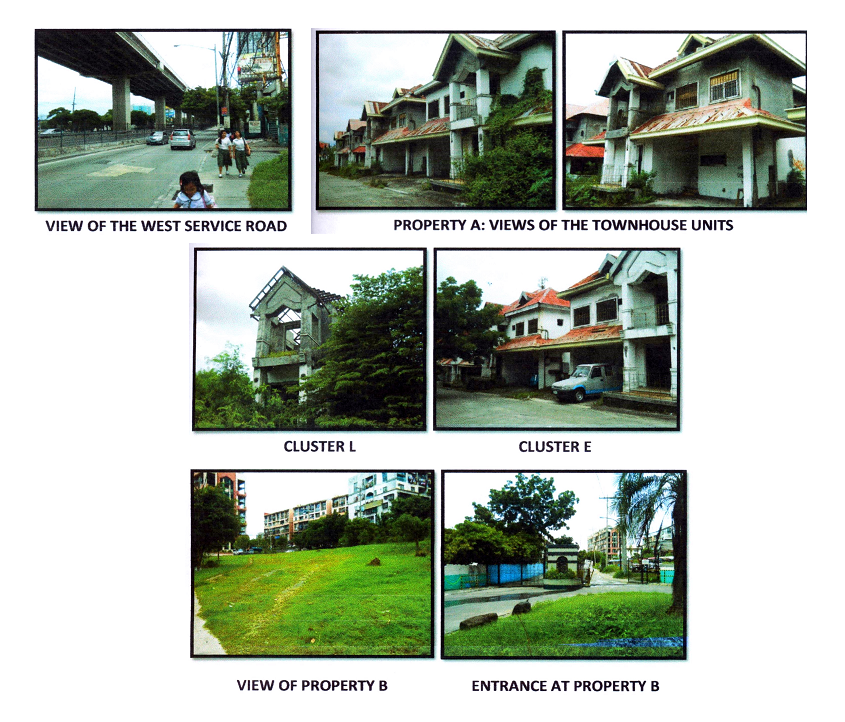 VIEW OF THE WEST SERVICE ROAD
PROPERTY A: VIEWS OF THE TOWNHOUSE UNITS
CLUSTER L
CLUSTER E
VIEW OF PROPERTY B
ENTRANCE AT PROPERTY B